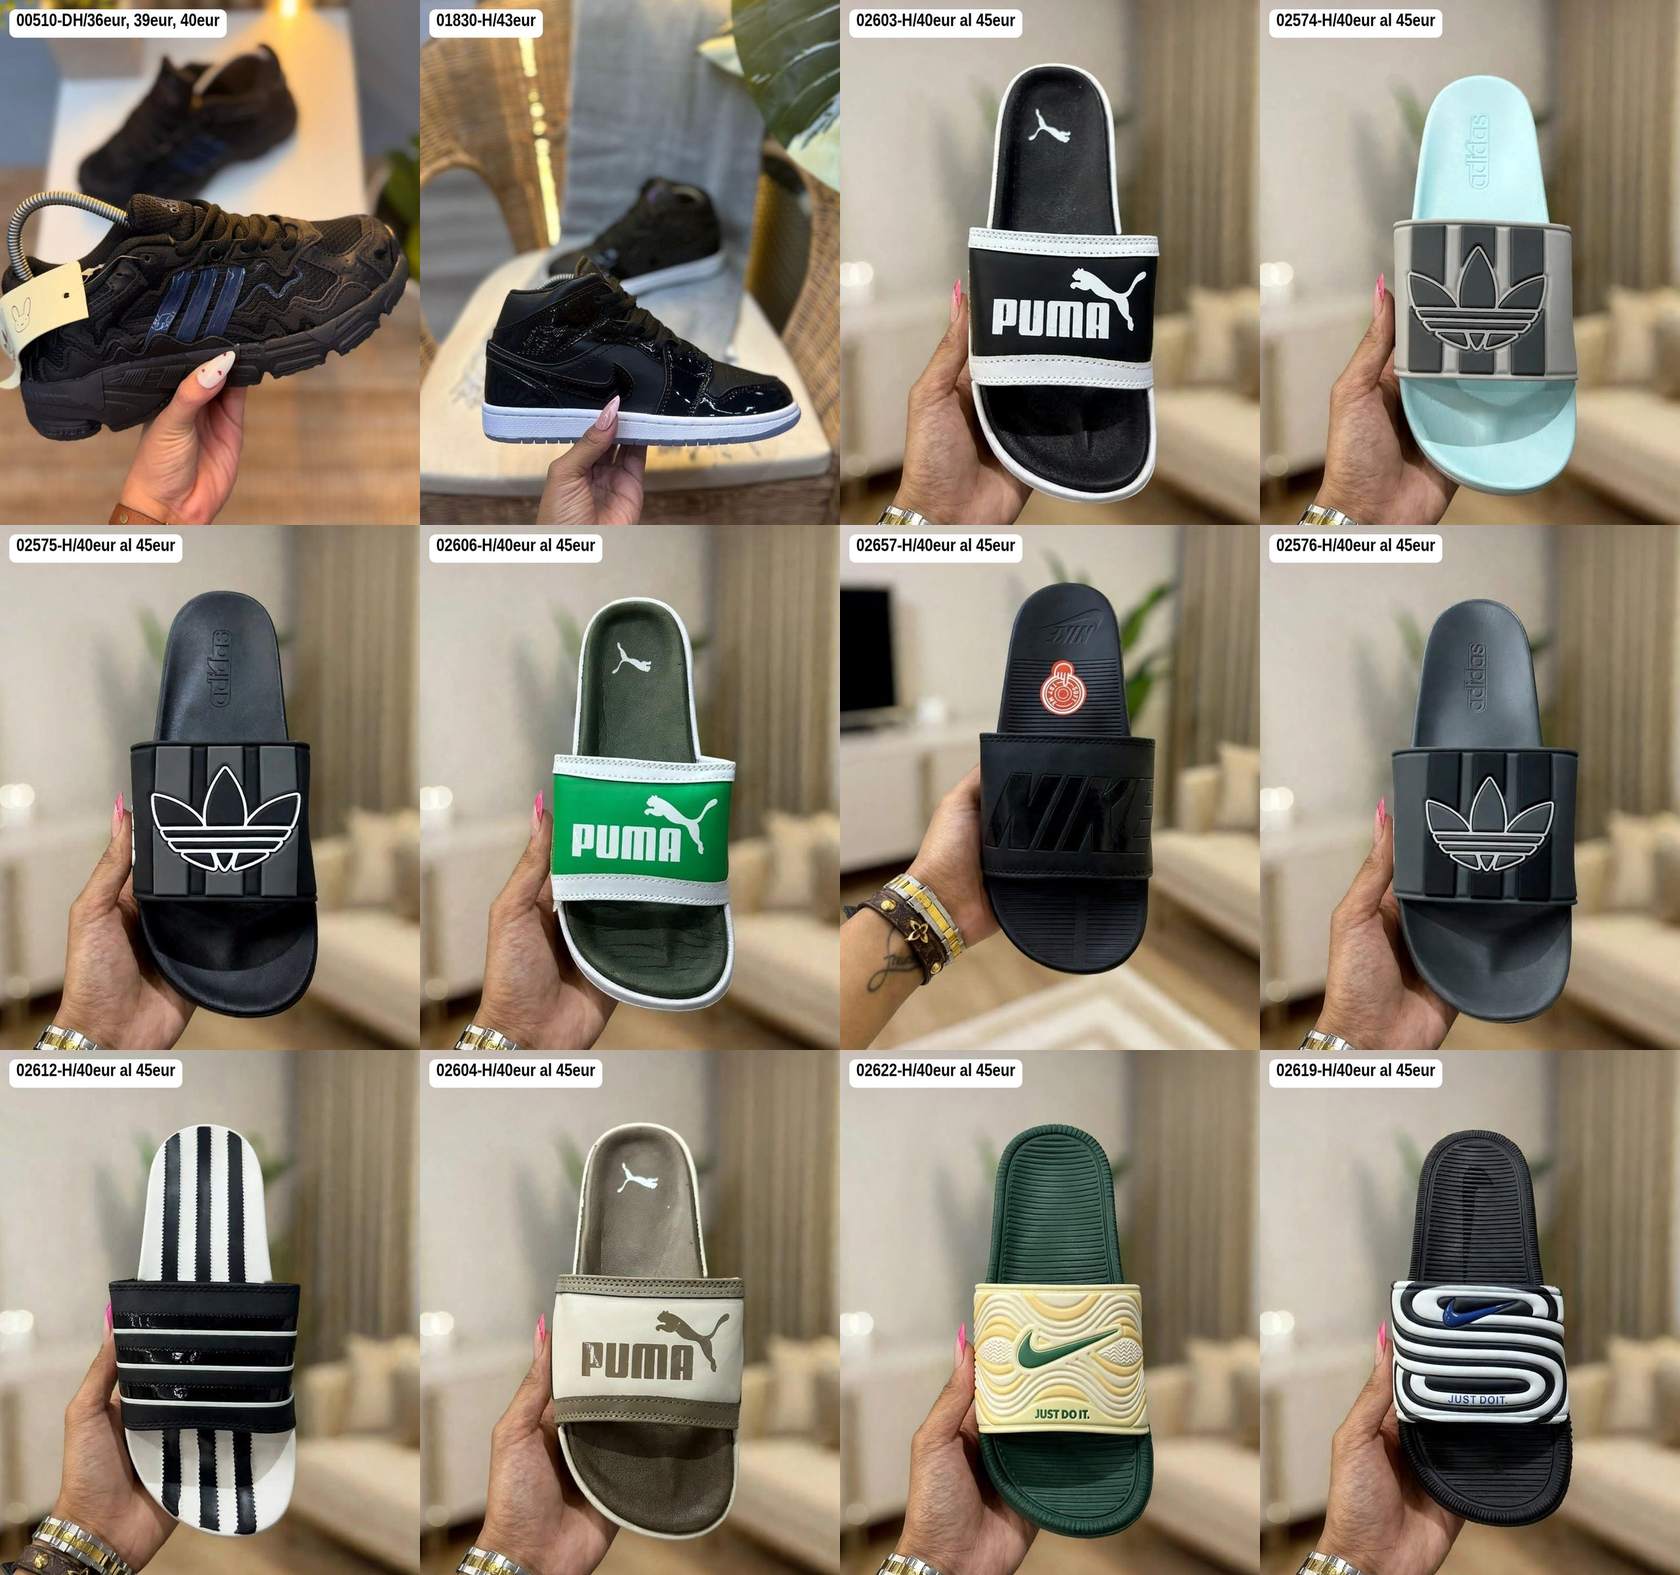 00510-DH/36eur, 39eur, 40eur
01830-H/43eur
02603-H/40eur al 45eur
PUMA
02574-H/40eur al 45eur
adidas
02575-H/40eur al 45eur
adidas
02606-H/40eur al 45eur
PUMA
02657-H/40eur al 45eur
NIKE
02576-H/40eur al 45eur
adidas
02612-H/40eur al 45eur
02604-H/40eur al 45eur
PUMA
02622-H/40eur al 45eur
JUST DO IT.
02619-H/40eur al 45eur
JUST DO IT.